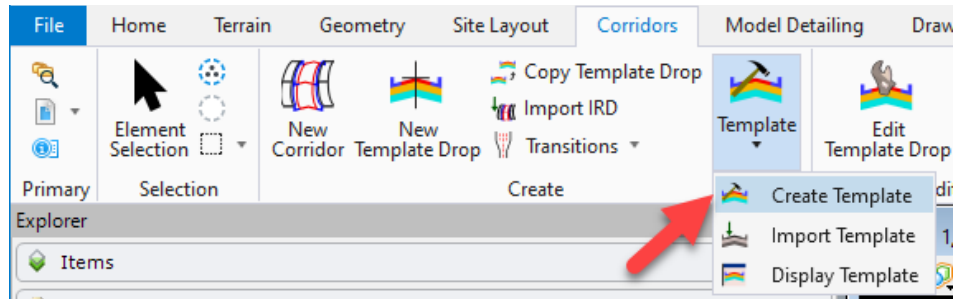 File Home Terrain Geometry Site Layout Corridors Model Detailing
Element Selection
New Corridor
New Template Drop
Copy Template Drop
Import IRD
Transitions
Template
Edit Template Drop
Primary Selection Create
Create Template
Import Template
Display Template
Explorer
Items